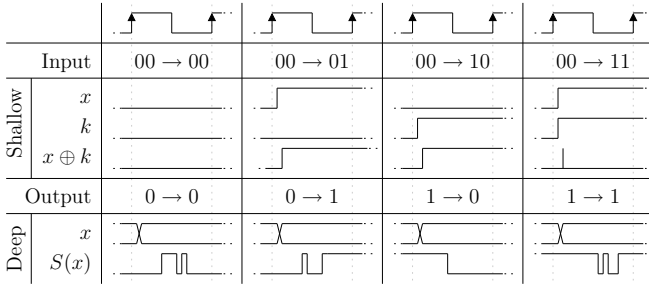 Input 00 → 00 00 → 01 00 → 10 00 → 11
Shallow
x
k
x ⊕ k
Output 0 → 0 0 → 1 1 → 0 1 → 1
Deep
x
S(x)